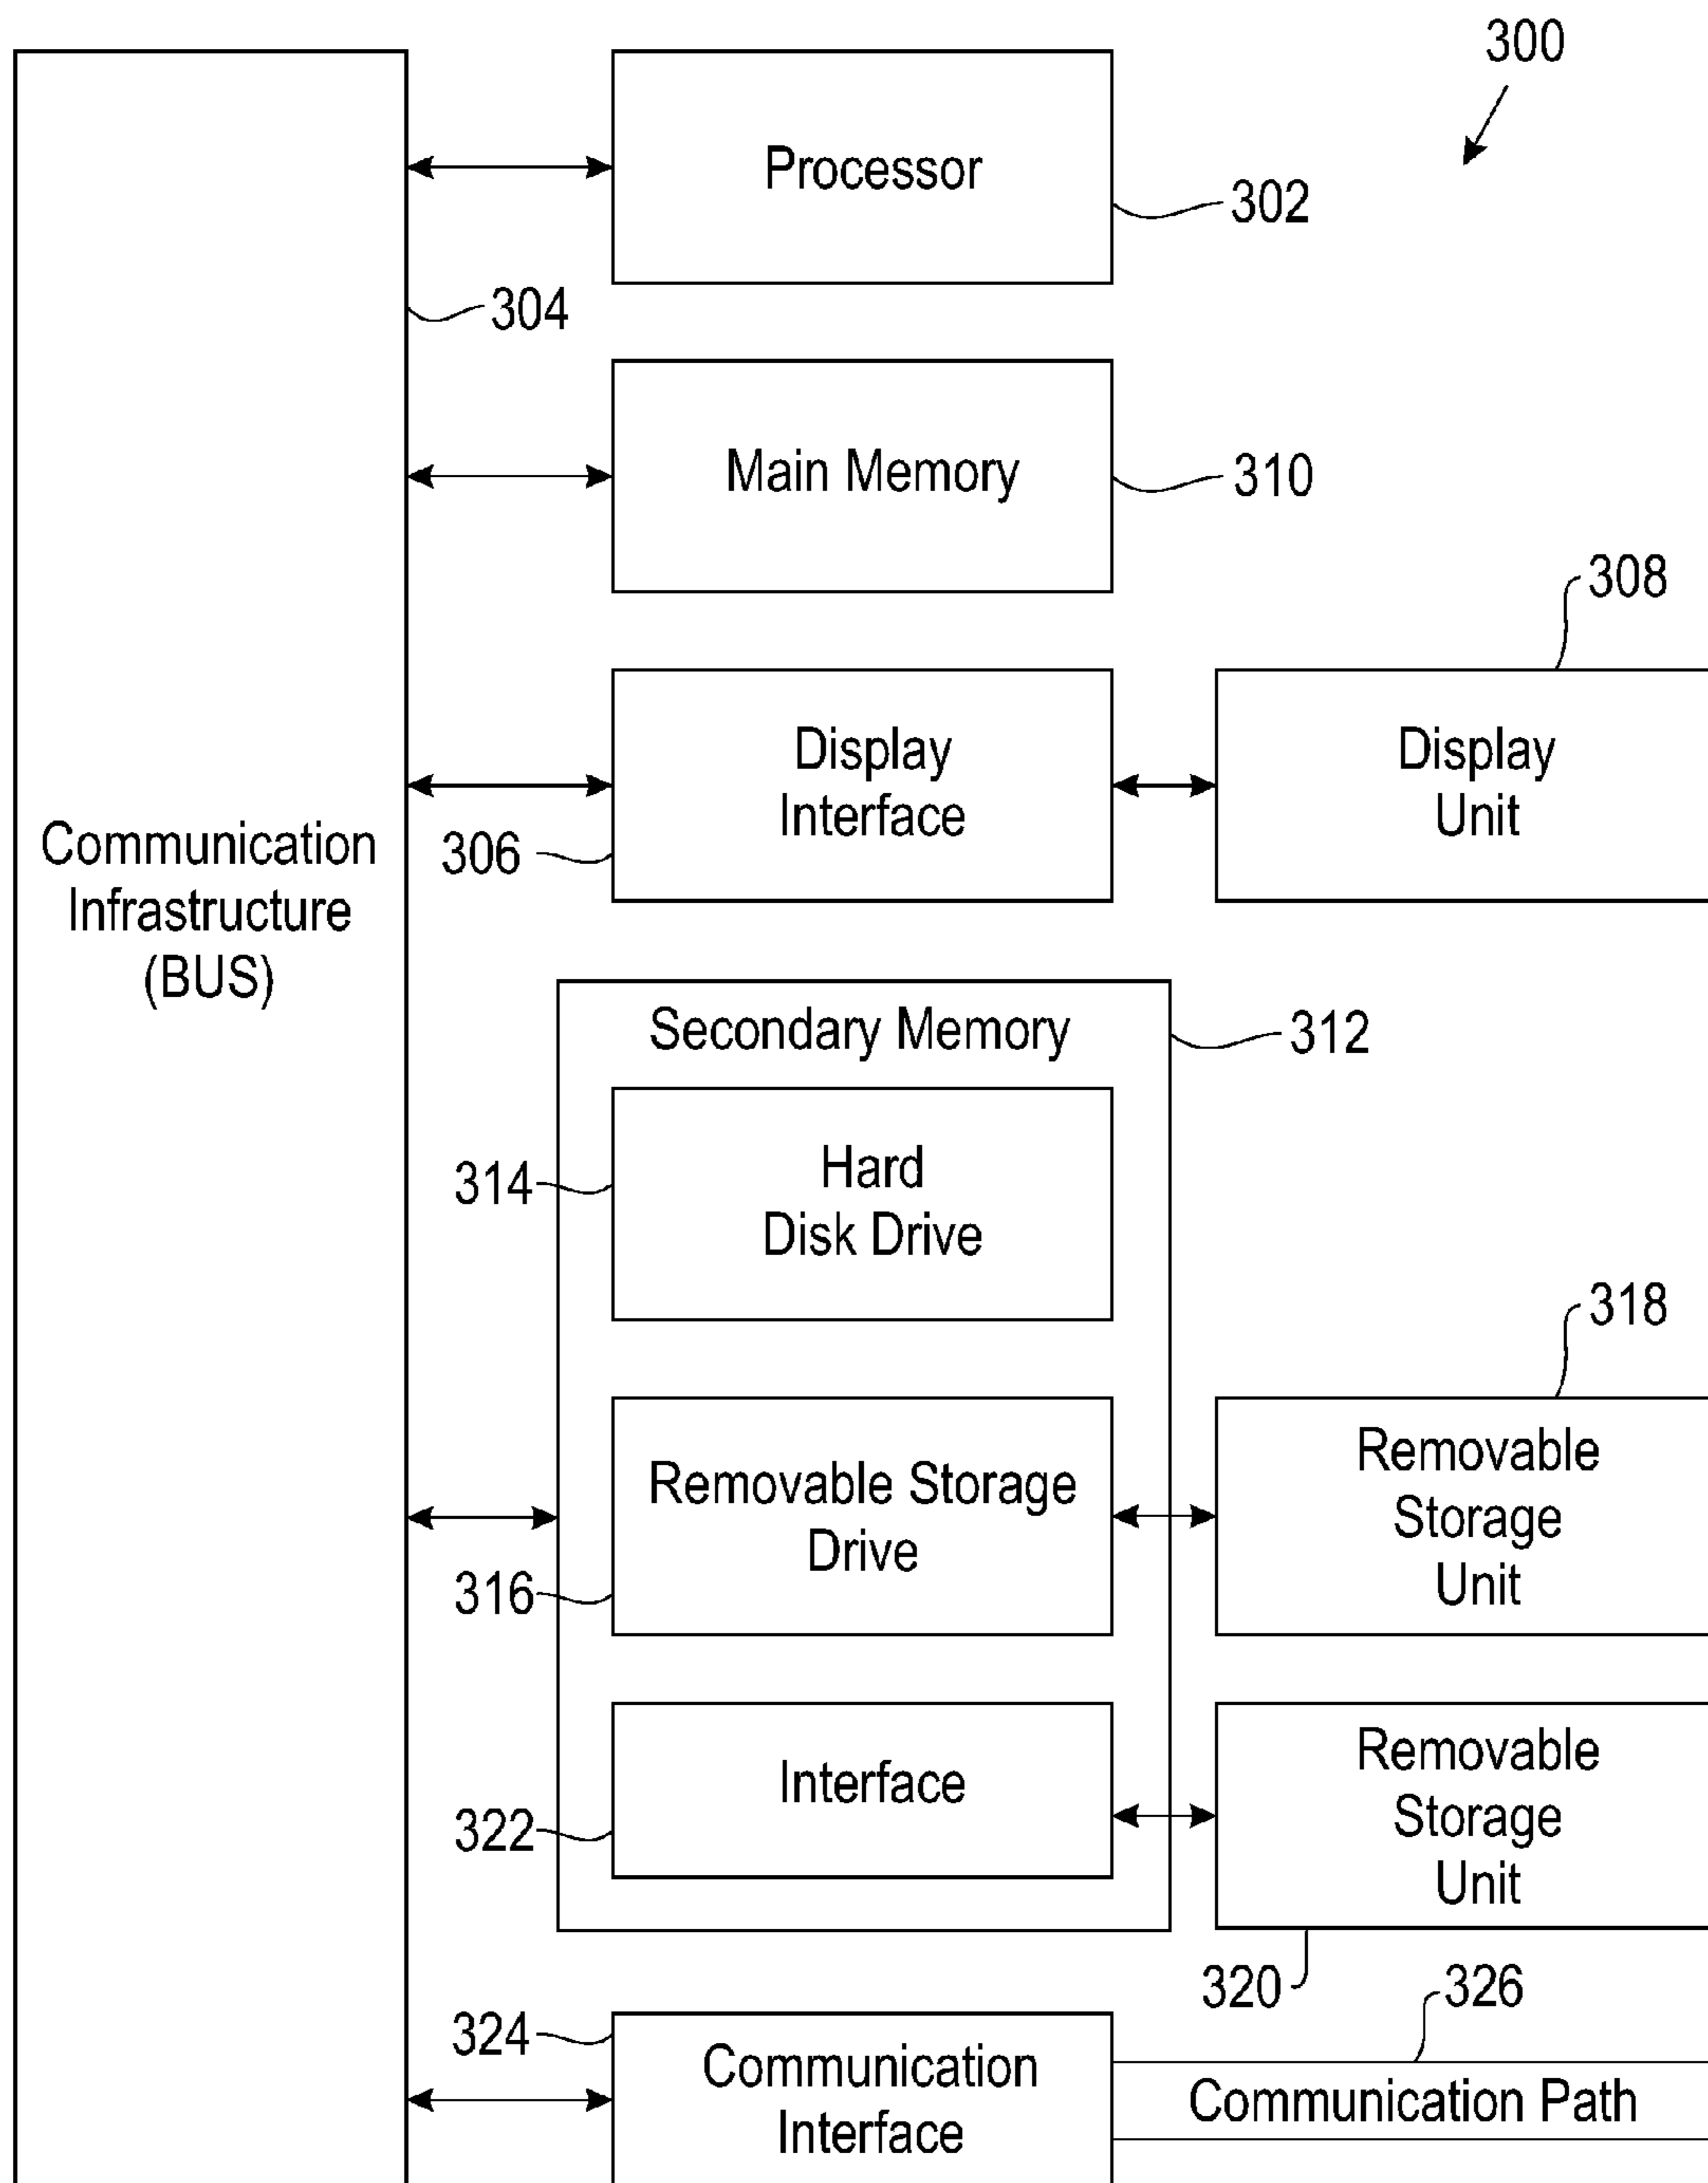 300
Processor
302
304
Main Memory
310
308
Display
Interface
306
Display
Unit
Communication
Infrastructure
(BUS)
Secondary Memory
312
Hard
Disk Drive
314
318
Removable Storage
Drive
316
Removable
Storage
Unit
Interface
322
Removable
Storage
Unit
320
326
324
Communication
Interface
Communication Path